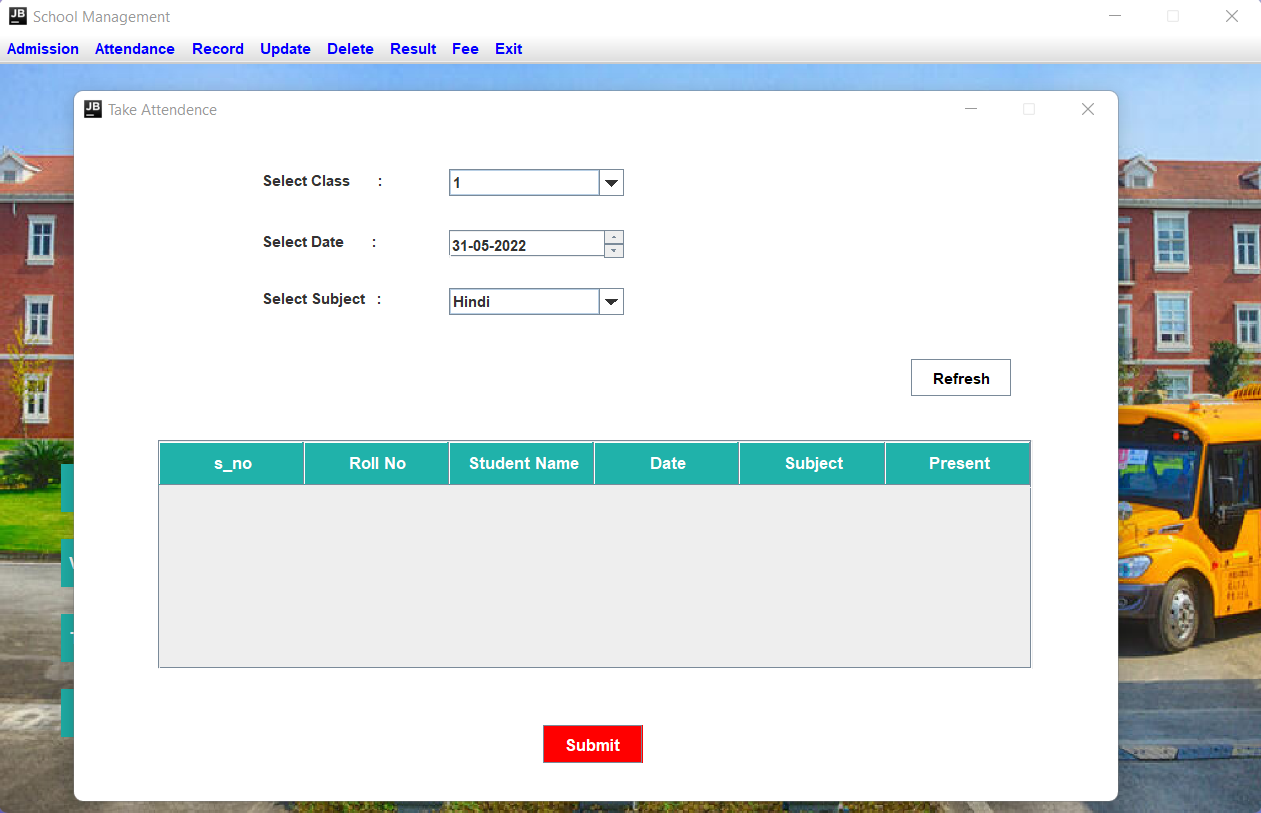 JB School Management
Admission Attendance Record Update Delete Result Fee Exit
JB Take Attendence
Select Class :
1
Select Date :
31-05-2022
Select Subject :
Hindi
Refresh
s_no Roll No Student Name Date Subject Present
Submit